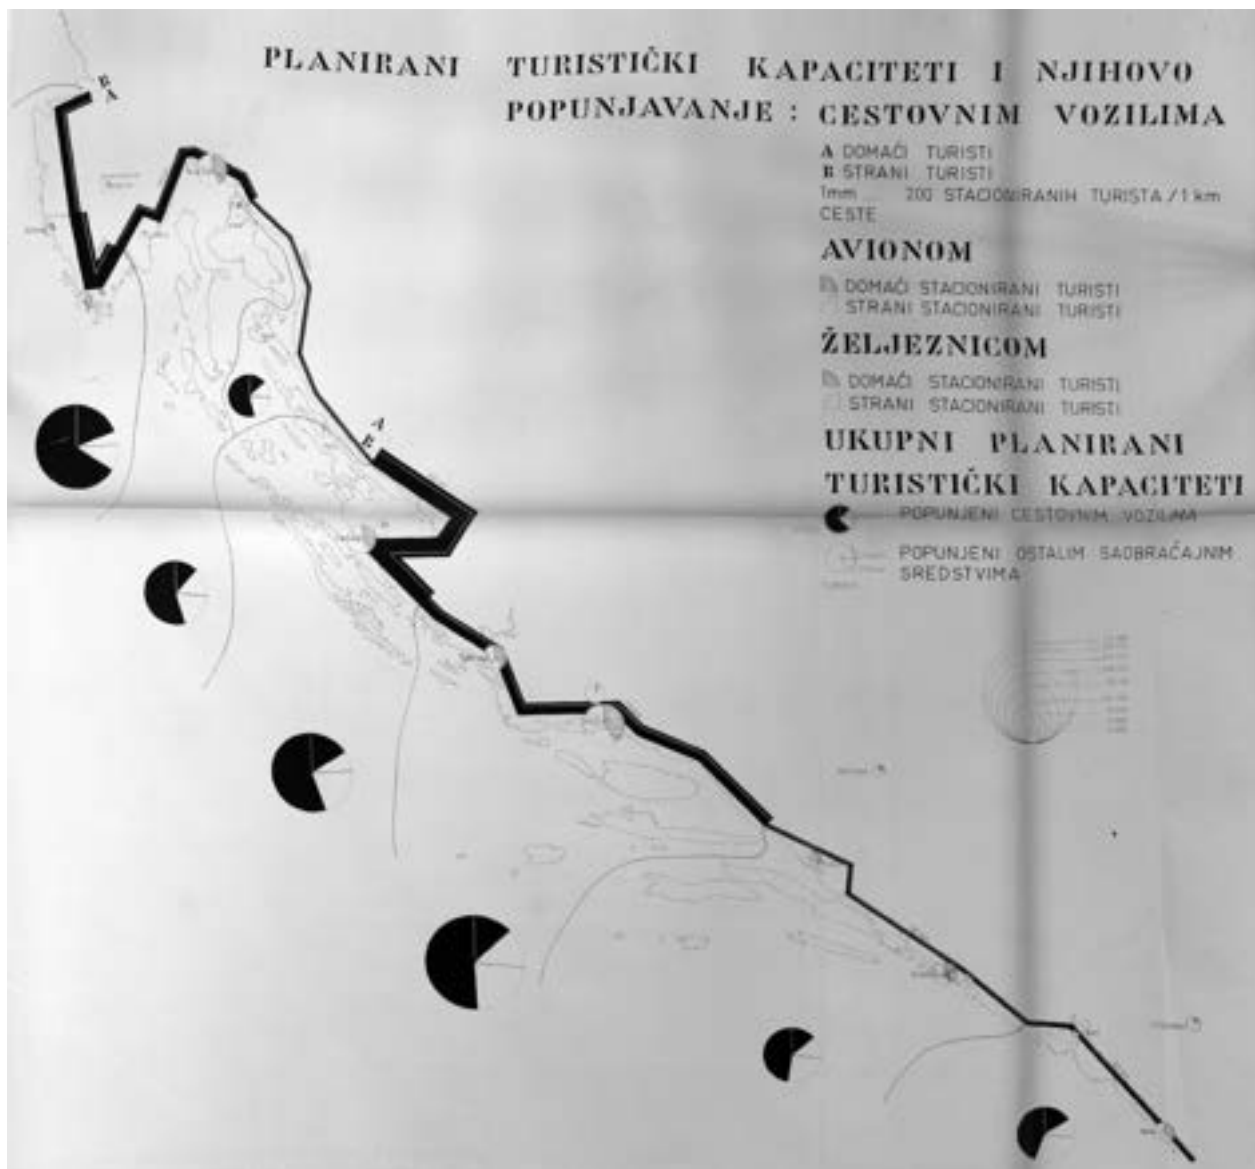 PLANIRANI TURISTIČKI KAPACITETI I NJIHOVO
POPUNJAVANJE : CESTOVNIM VOZILIMA
A DOMAĆI TURISTI
B STRANI TURISTI
1mm ... 200 STACIONIRANIH TURISTA / 1 km
CESTE
AVIONOM
DOMAĆI STACIONIRANI TURISTI
STRANI STACIONIRANI TURISTI
ŽELJEZNICOM
DOMAĆI STACIONIRANI TURISTI
STRANI STACIONIRANI TURISTI
UKUPNI PLANIRANI
TURISTIČKI KAPACITETI
POPUNJENI CESTOVNIM VOZILIMA
POPUNJENI OSTALIM SAOBRAĆAJNIM
SREDSTVIMA
B
A
A
B